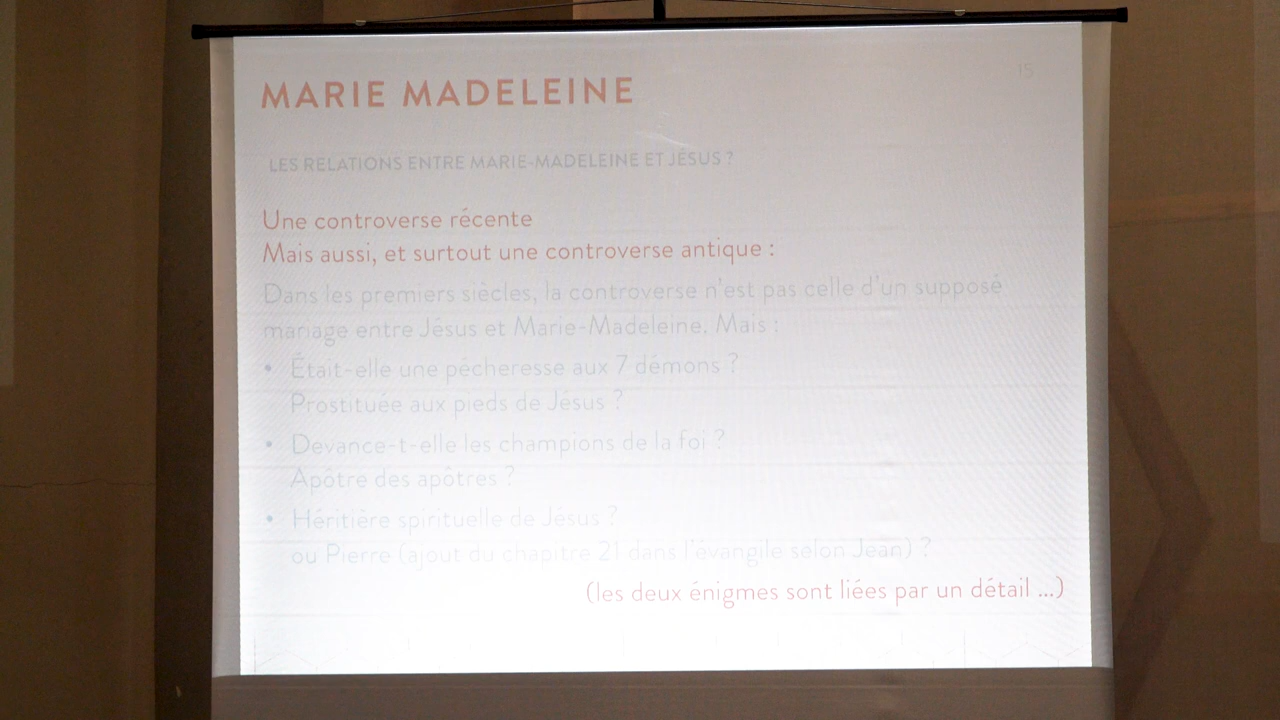 15
MARIE MADELEINE
LES RELATIONS ENTRE MARIE-MADELEINE ET JÉSUS ?
Une controverse récente
Mais aussi, et surtout une controverse antique :
Dans les premiers siècles, la controverse n'est pas celle d'un supposé
mariage entre Jésus et Marie-Madeleine. Mais :
• Était-elle une pécheresse aux 7 démons ?
Prostituée aux pieds de Jésus ?
• Devance-t-elle les champions de la foi ?
Apôtre des apôtres ?
• Héritière spirituelle de Jésus ?
ou Pierre (ajout du chapitre 21 dans l'évangile selon Jean) ?
(les deux énigmes sont liées par un détail ...)